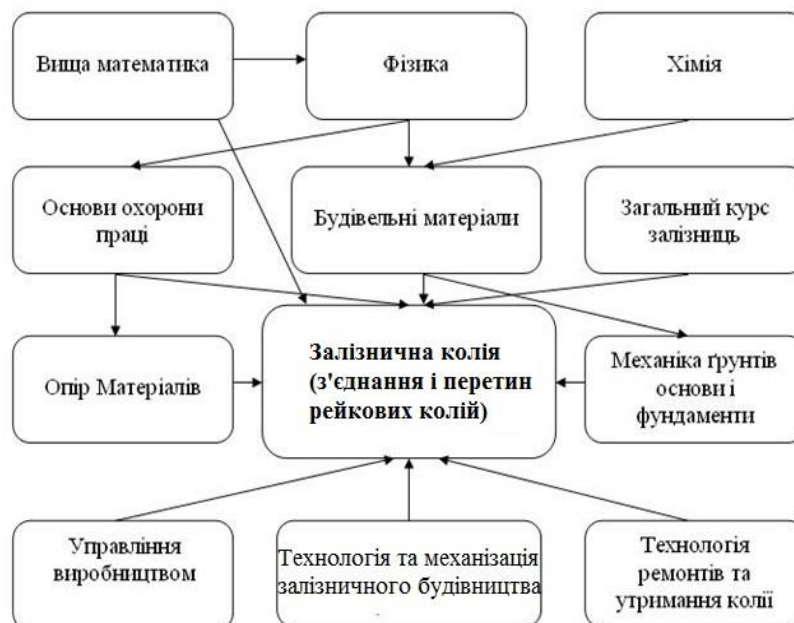 Вища математика
Фізика
Хімія
Основи охорони
праці
Будівельні матеріали
Загальний курс
залізниць
Опір Матеріалів
Залізнична колія
(з'єднання і перетин
рейкових колій)
Механіка ґрунтів
основи і
фундаменти
Управління
виробництвом
Технологія та механізація
залізничного будівництва
Технологія
ремонтів та
утримання колії